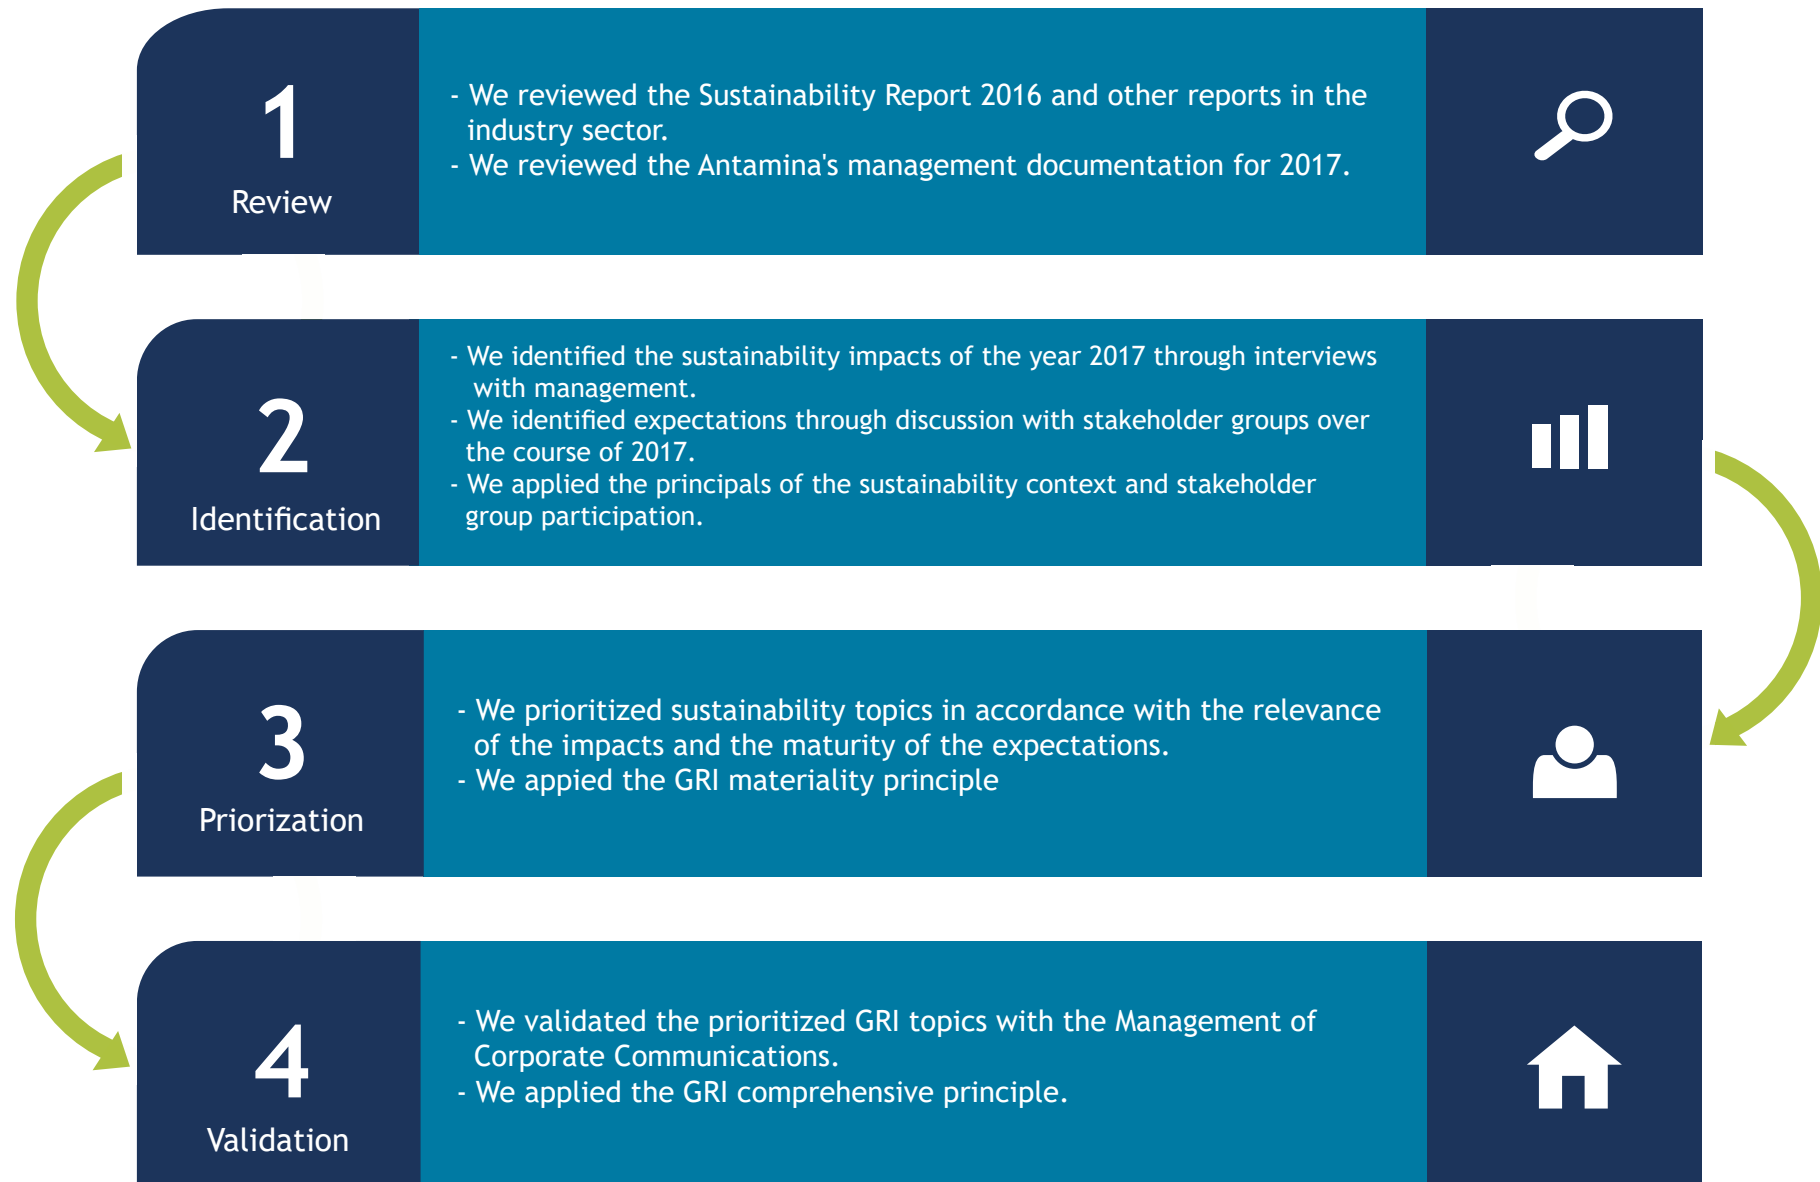 1
Review
- We reviewed the Sustainability Report 2016 and other reports in the
industry sector.
- We reviewed the Antamina's management documentation for 2017.
2
Identification
- We identified the sustainability impacts of the year 2017 through interviews
with management.
- We identified expectations through discussion with stakeholder groups over
the course of 2017.
- We applied the principals of the sustainability context and stakeholder
group participation.
3
Priorization
- We prioritized sustainability topics in accordance with the relevance
of the impacts and the maturity of the expectations.
- We appied the GRI materiality principle
4
Validation
- We validated the prioritized GRI topics with the Management of
Corporate Communications.
- We applied the GRI comprehensive principle.